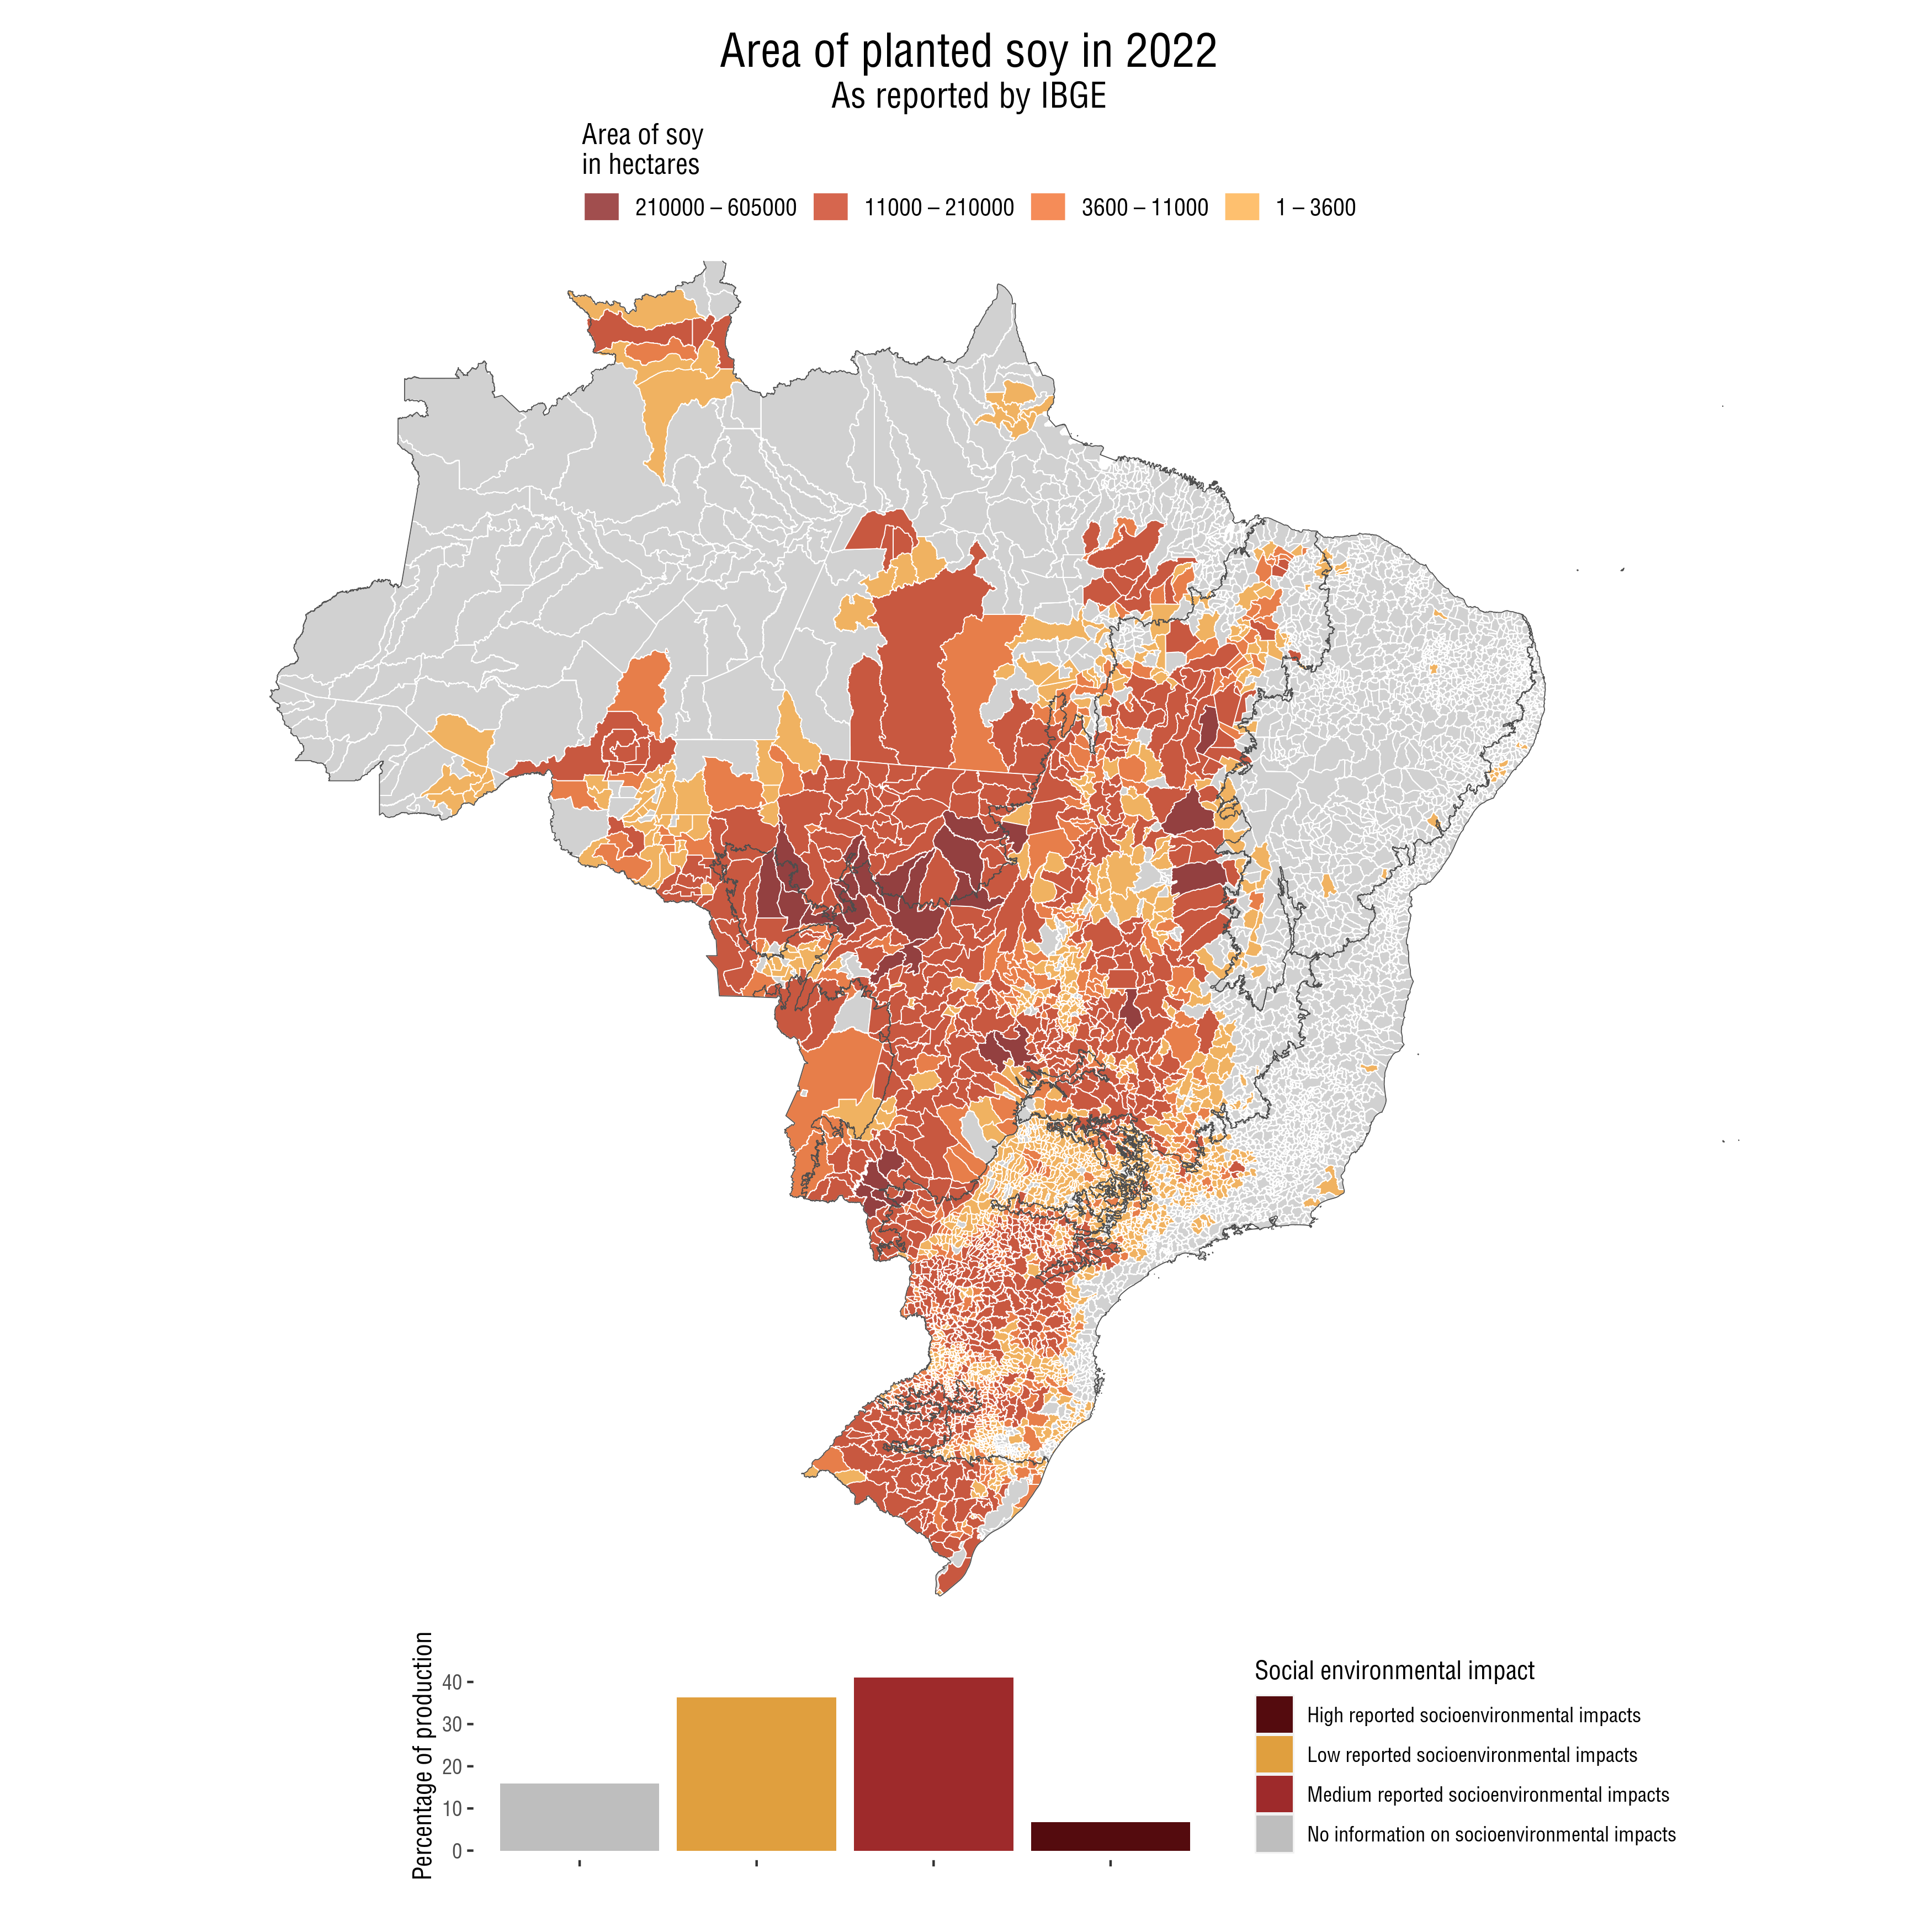 Area of planted soy in 2022
As reported by IBGE
Area of soy
in hectares
210000 – 605000
11000 – 210000
3600 – 11000
1 – 3600
Percentage of production
40
30
20
10
0
Social environmental impact
High reported socioenvironmental impacts
Low reported socioenvironmental impacts
Medium reported socioenvironmental impacts
No information on socioenvironmental impacts